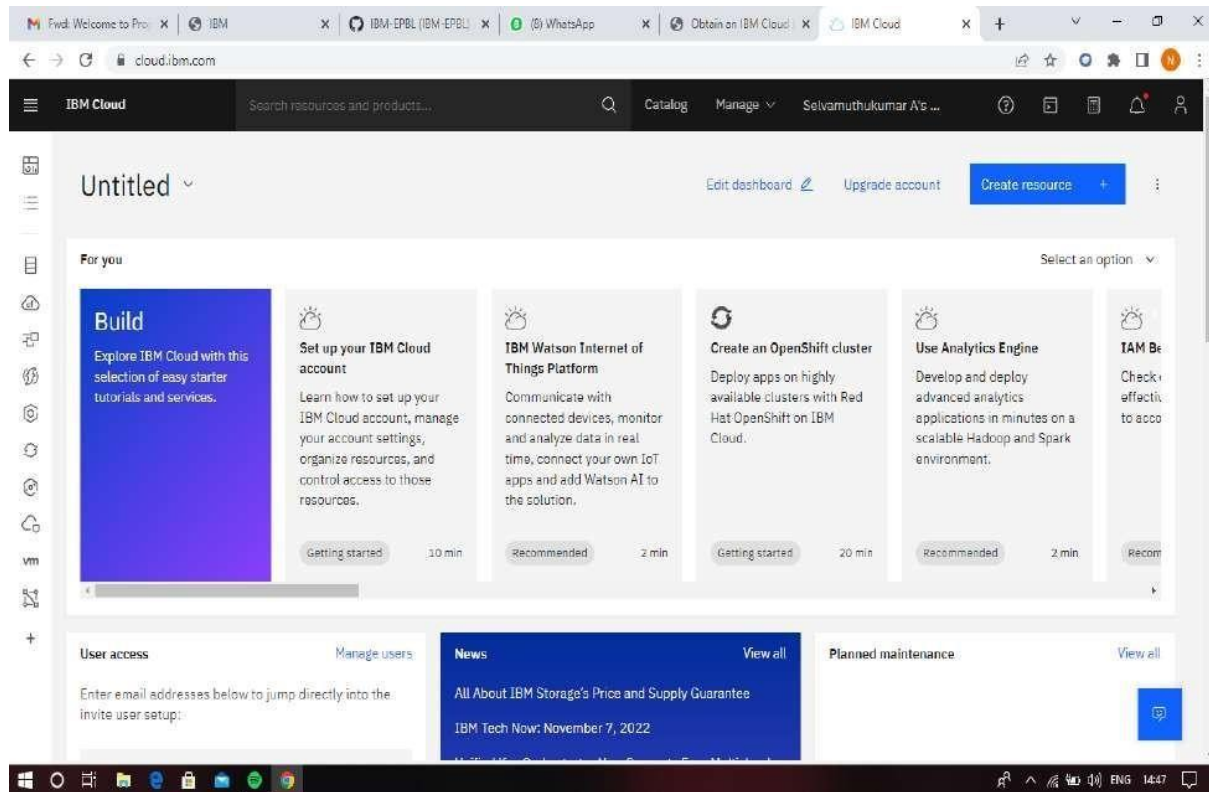 Fwd: Welcome to Pro
IBM
IBM-EPBL (IBM-EPBL)
(8) WhatsApp
Obtain an IBM Cloud
IBM Cloud
cloud.ibm.com
N
IBM Cloud
Search resources and products...
Catalog
Manage
Selvamuthukumar A's ...
Untitled
Edit dashboard
Upgrade account
Create resource +
For you
Select an option
Build
Explore IBM Cloud with this
selection of easy starter
tutorials and services.
Set up your IBM Cloud
account
Learn how to set up your
IBM Cloud account, manage
your account settings,
organize resources, and
control access to those
resources.
Getting started
10 min
IBM Watson Internet of
Things Platform
Communicate with
connected devices, monitor
and analyze data in real
time, connect your own IoT
apps and add Watson AI to
the solution.
Recommended
2 min
Create an OpenShift cluster
Deploy apps on highly
available clusters with Red
Hat OpenShift on IBM
Cloud.
Getting started
20 min
Use Analytics Engine
Develop and deploy
advanced analytics
applications in minutes on a
scalable Hadoop and Spark
environment.
Recommended
2 min
IAM Be
Check
effectiv
to acco
Recom
vm
User access
Manage users
Enter email addresses below to jump directly into the
invite user setup:
News
View all
All About IBM Storage's Price and Supply Guarantee
IBM Tech Now: November 7, 2022
Planned maintenance
View all
ENG
14:47